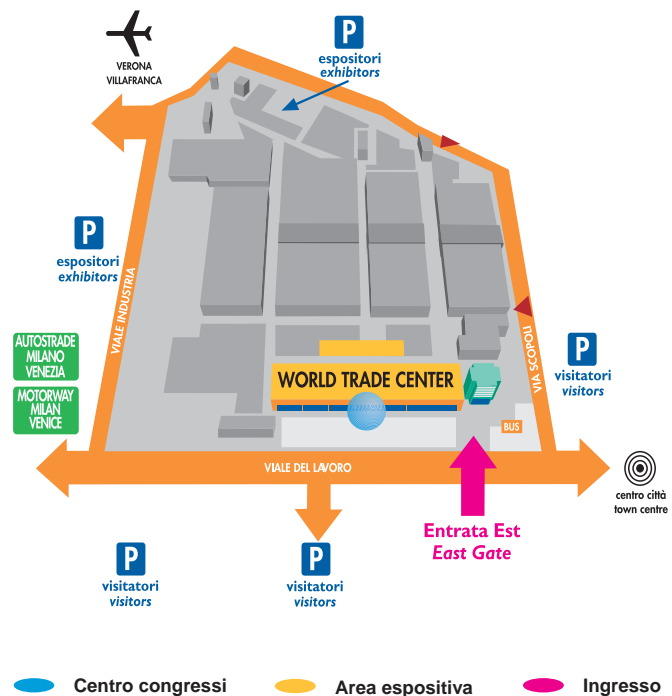 P
espositori
exhibitors
VERONA
VILLAFRANCA
P
espositori
exhibitors
VIALE INDUSTRIA
AUTOSTRADE
MILANO
VENEZIA
MOTORWAY
MILAN
VENICE
WORLD TRADE CENTER
VIA SCOPOLI
P
visitatori
visitors
BUS
VIALE DEL LAVORO
centro città
town centre
Entrata Est
East Gate
P
visitatori
visitors
P
visitatori
visitors
Centro congressi
Area espositiva
Ingresso